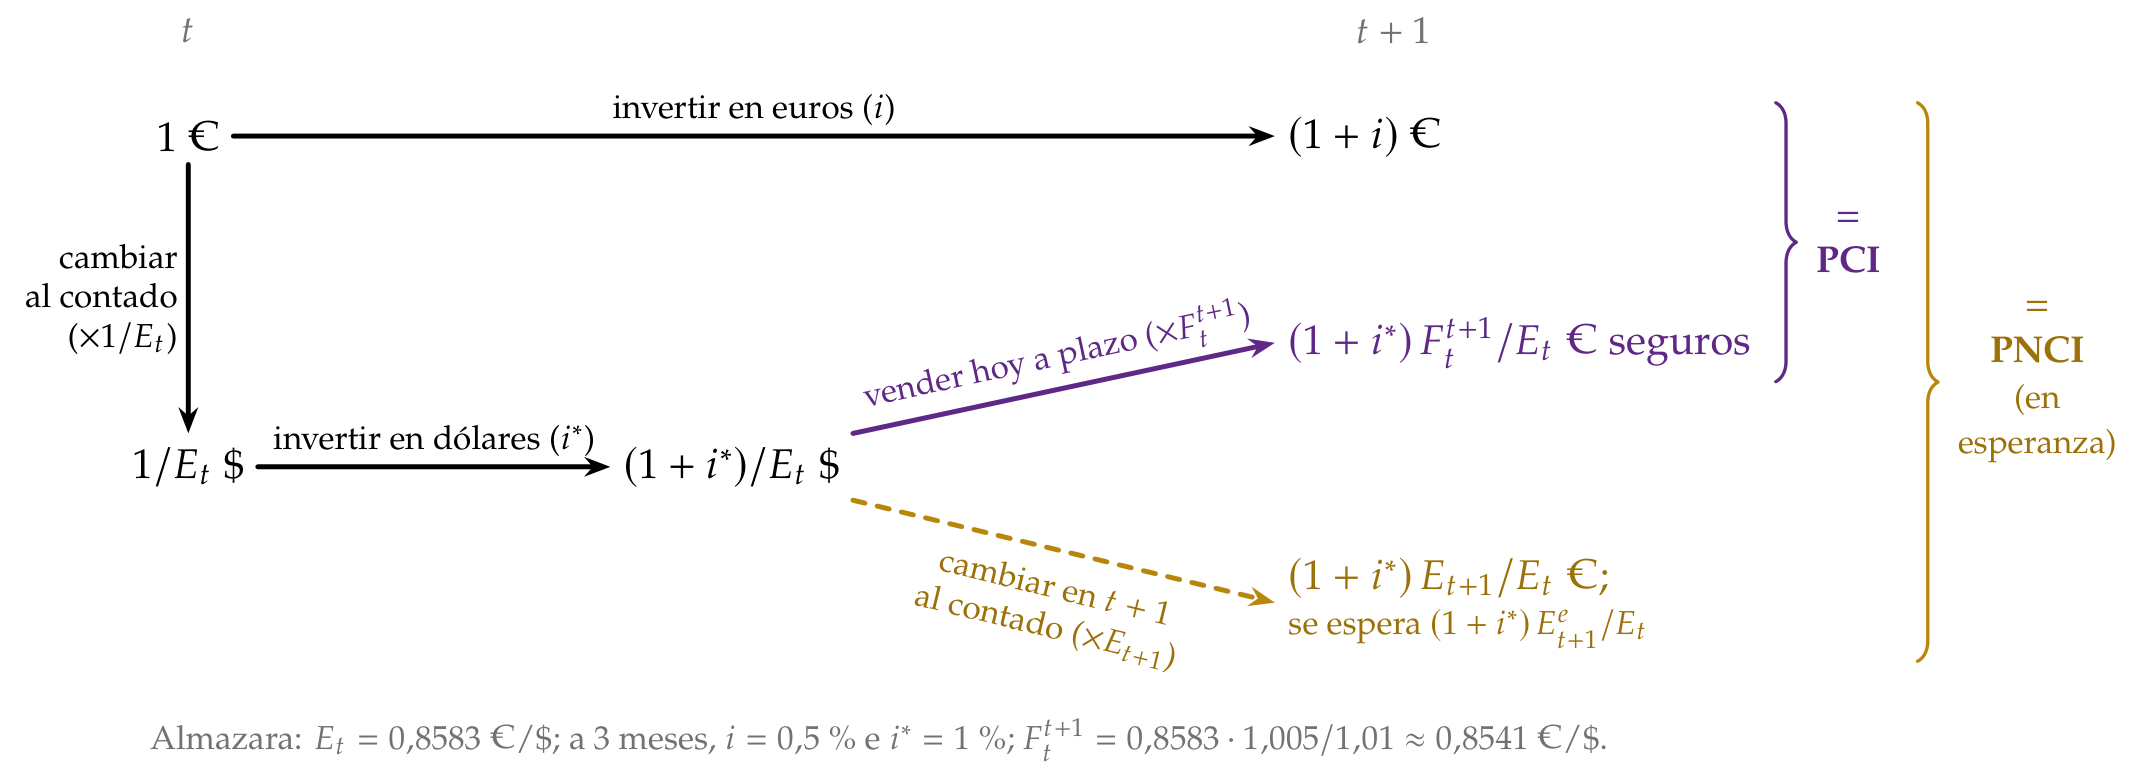 t
t + 1
invertir en euros (i)
1 €
(1 + i) €
cambiar
al contado
(×1/E_t)
=
PCI
=
PNCI
(en
esperanza)
vender hoy a plazo (×F_t^{t+1})
(1 + i*) F_t^{t+1}/E_t € seguros
invertir en dólares (i*)
1/E_t $
(1 + i*)/E_t $
cambiar en t + 1
al contado (×E_{t+1})
(1 + i*) E_{t+1}/E_t €;
se espera (1 + i*) E_{t+1}^e/E_t
Almazara: E_t = 0,8583 €/$; a 3 meses, i = 0,5 % e i* = 1 %; F_t^{t+1} = 0,8583 · 1,005/1,01 ≈ 0,8541 €/$.